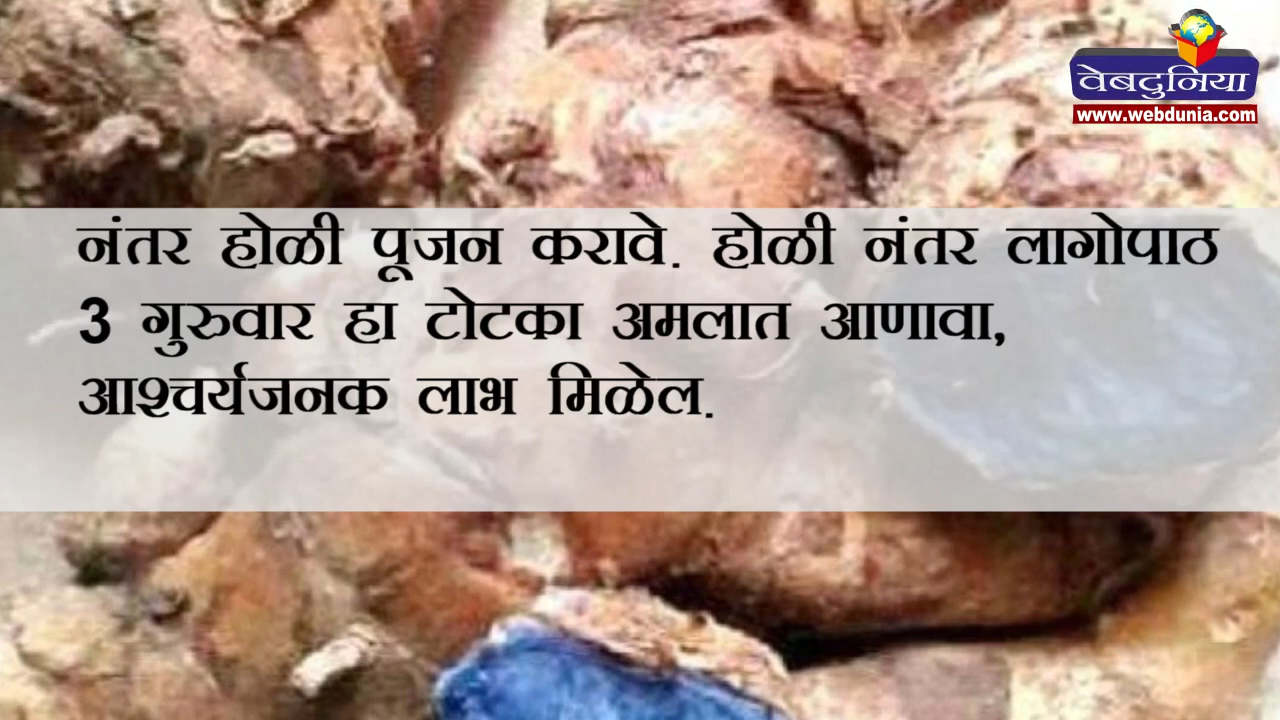 वेबदुनिया
www.webdunia.com
नंतर होळी पूजन करावे. होळी नंतर लागोपाठ
3 गुरुवार हा टोटका अमलात आणावा,
आश्चर्यजनक लाभ मिळेल.